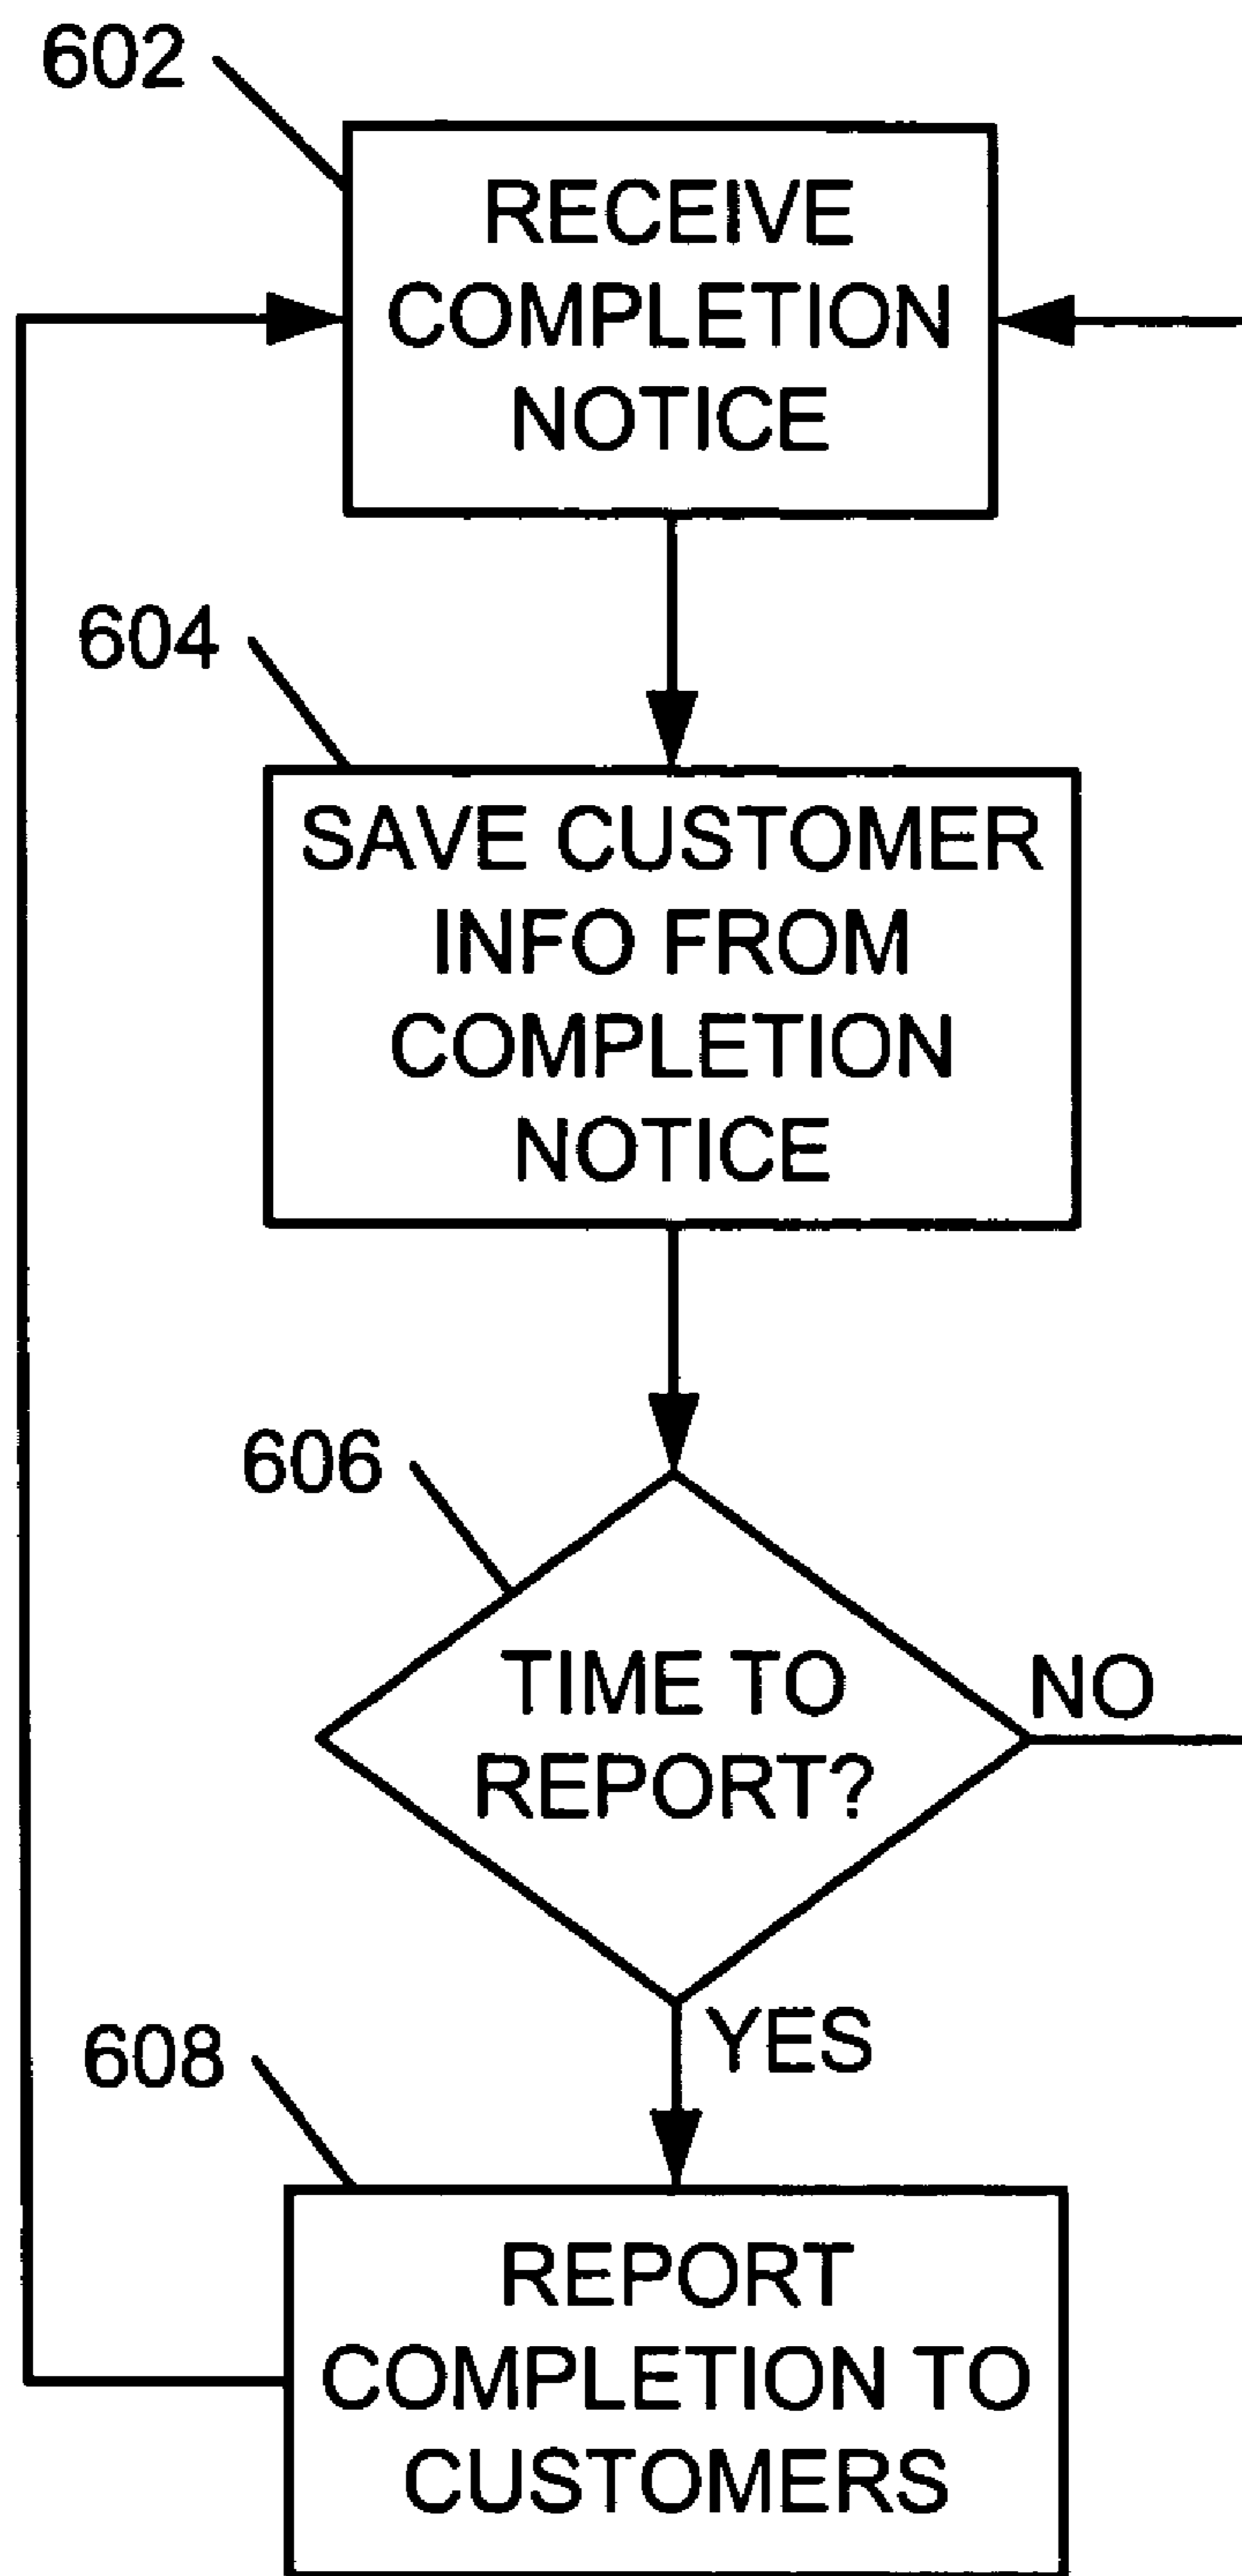 602
RECEIVE
COMPLETION
NOTICE
604
SAVE CUSTOMER
INFO FROM
COMPLETION
NOTICE
606
TIME TO
REPORT?
NO
YES
608
REPORT
COMPLETION TO
CUSTOMERS